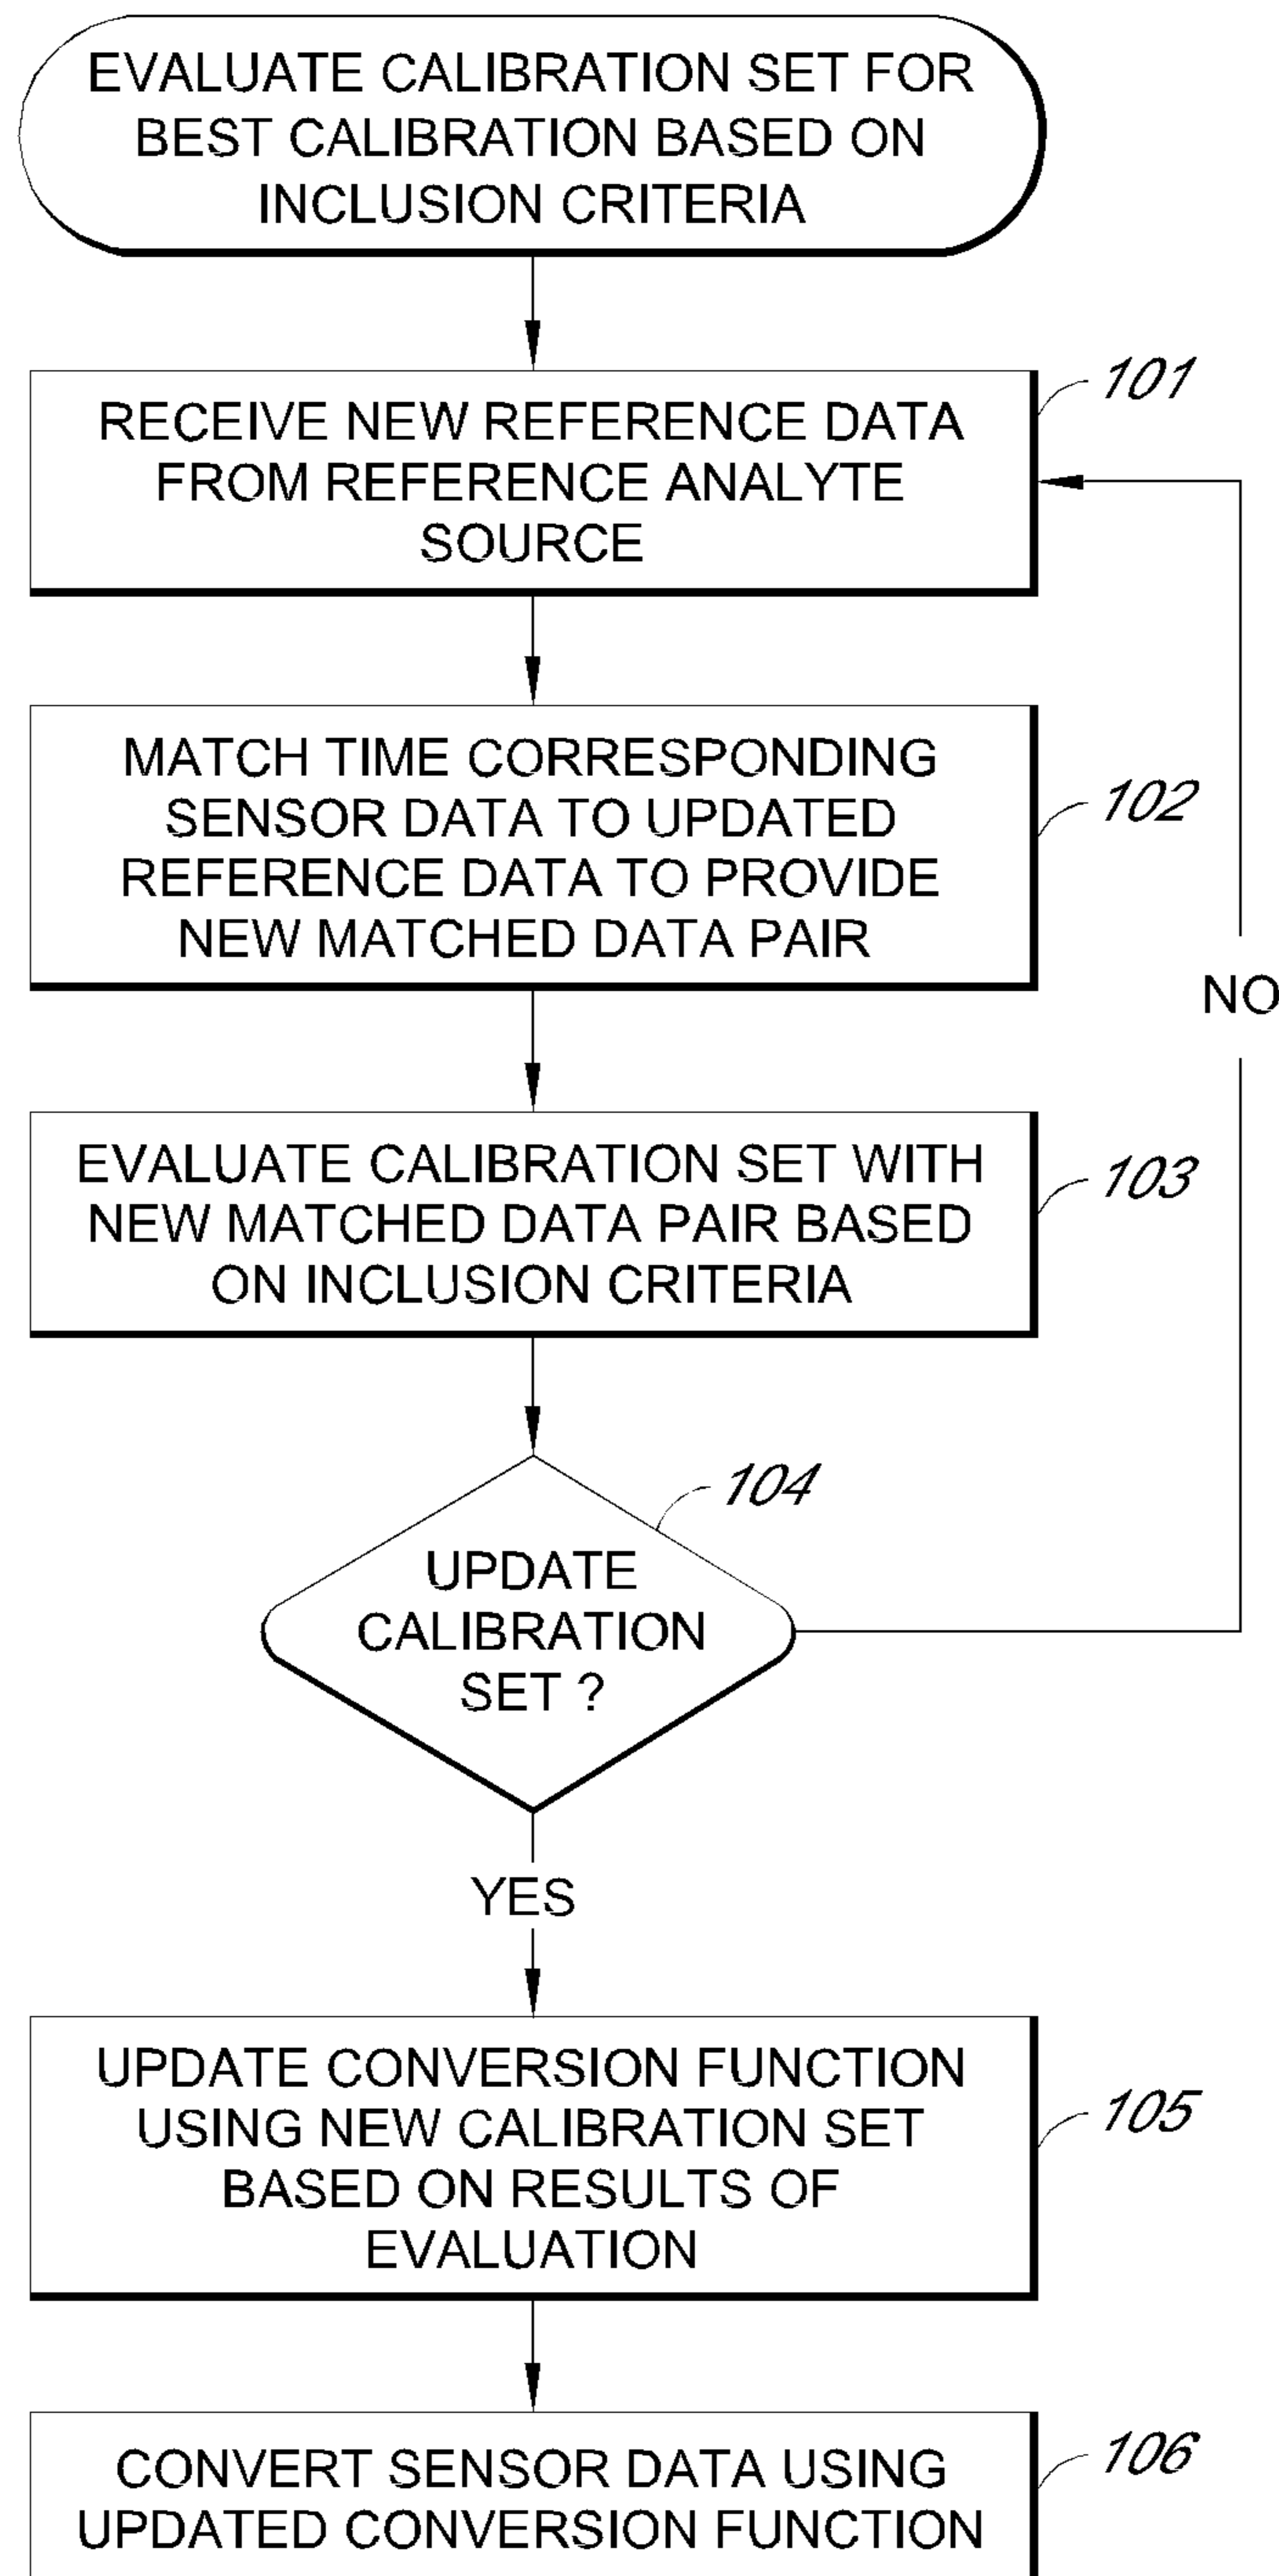 EVALUATE CALIBRATION SET FOR
BEST CALIBRATION BASED ON
INCLUSION CRITERIA
101
RECEIVE NEW REFERENCE DATA
FROM REFERENCE ANALYTE
SOURCE
MATCH TIME CORRESPONDING
SENSOR DATA TO UPDATED
REFERENCE DATA TO PROVIDE
NEW MATCHED DATA PAIR
102
NO
EVALUATE CALIBRATION SET WITH
NEW MATCHED DATA PAIR BASED
ON INCLUSION CRITERIA
103
104
UPDATE
CALIBRATION
SET ?
YES
UPDATE CONVERSION FUNCTION
USING NEW CALIBRATION SET
BASED ON RESULTS OF
EVALUATION
105
CONVERT SENSOR DATA USING
UPDATED CONVERSION FUNCTION
106